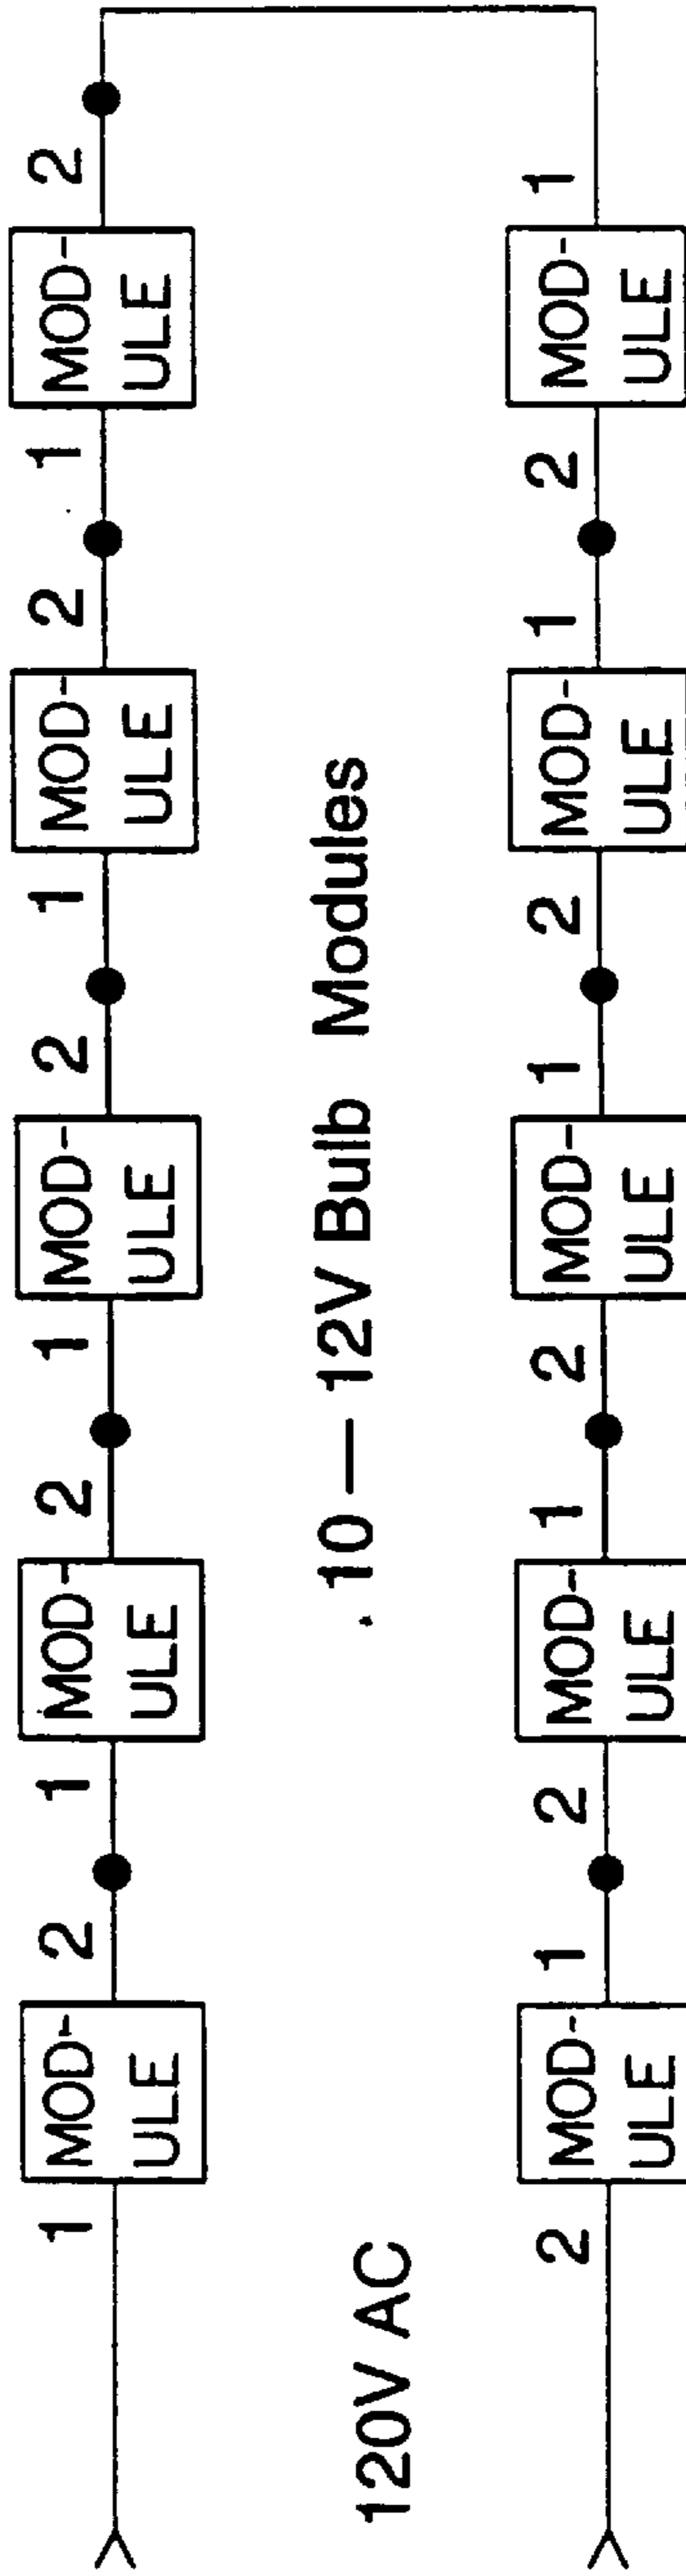 1 2 1 2 1 2 1 2 1 2
MOD-
ULE
MOD-
ULE
MOD-
ULE
MOD-
ULE
MOD-
ULE
120V AC
10 — 12V Bulb Modules
2 1 2 1 2 1 2 1 2 1
MOD-
ULE
MOD-
ULE
MOD-
ULE
MOD-
ULE
MOD-
ULE